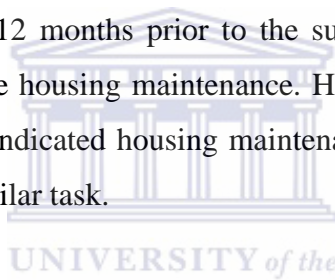 12 months prior to the su
e housing maintenance. H
ndicated housing maintena
ilar task.
UNIVERSITY of the